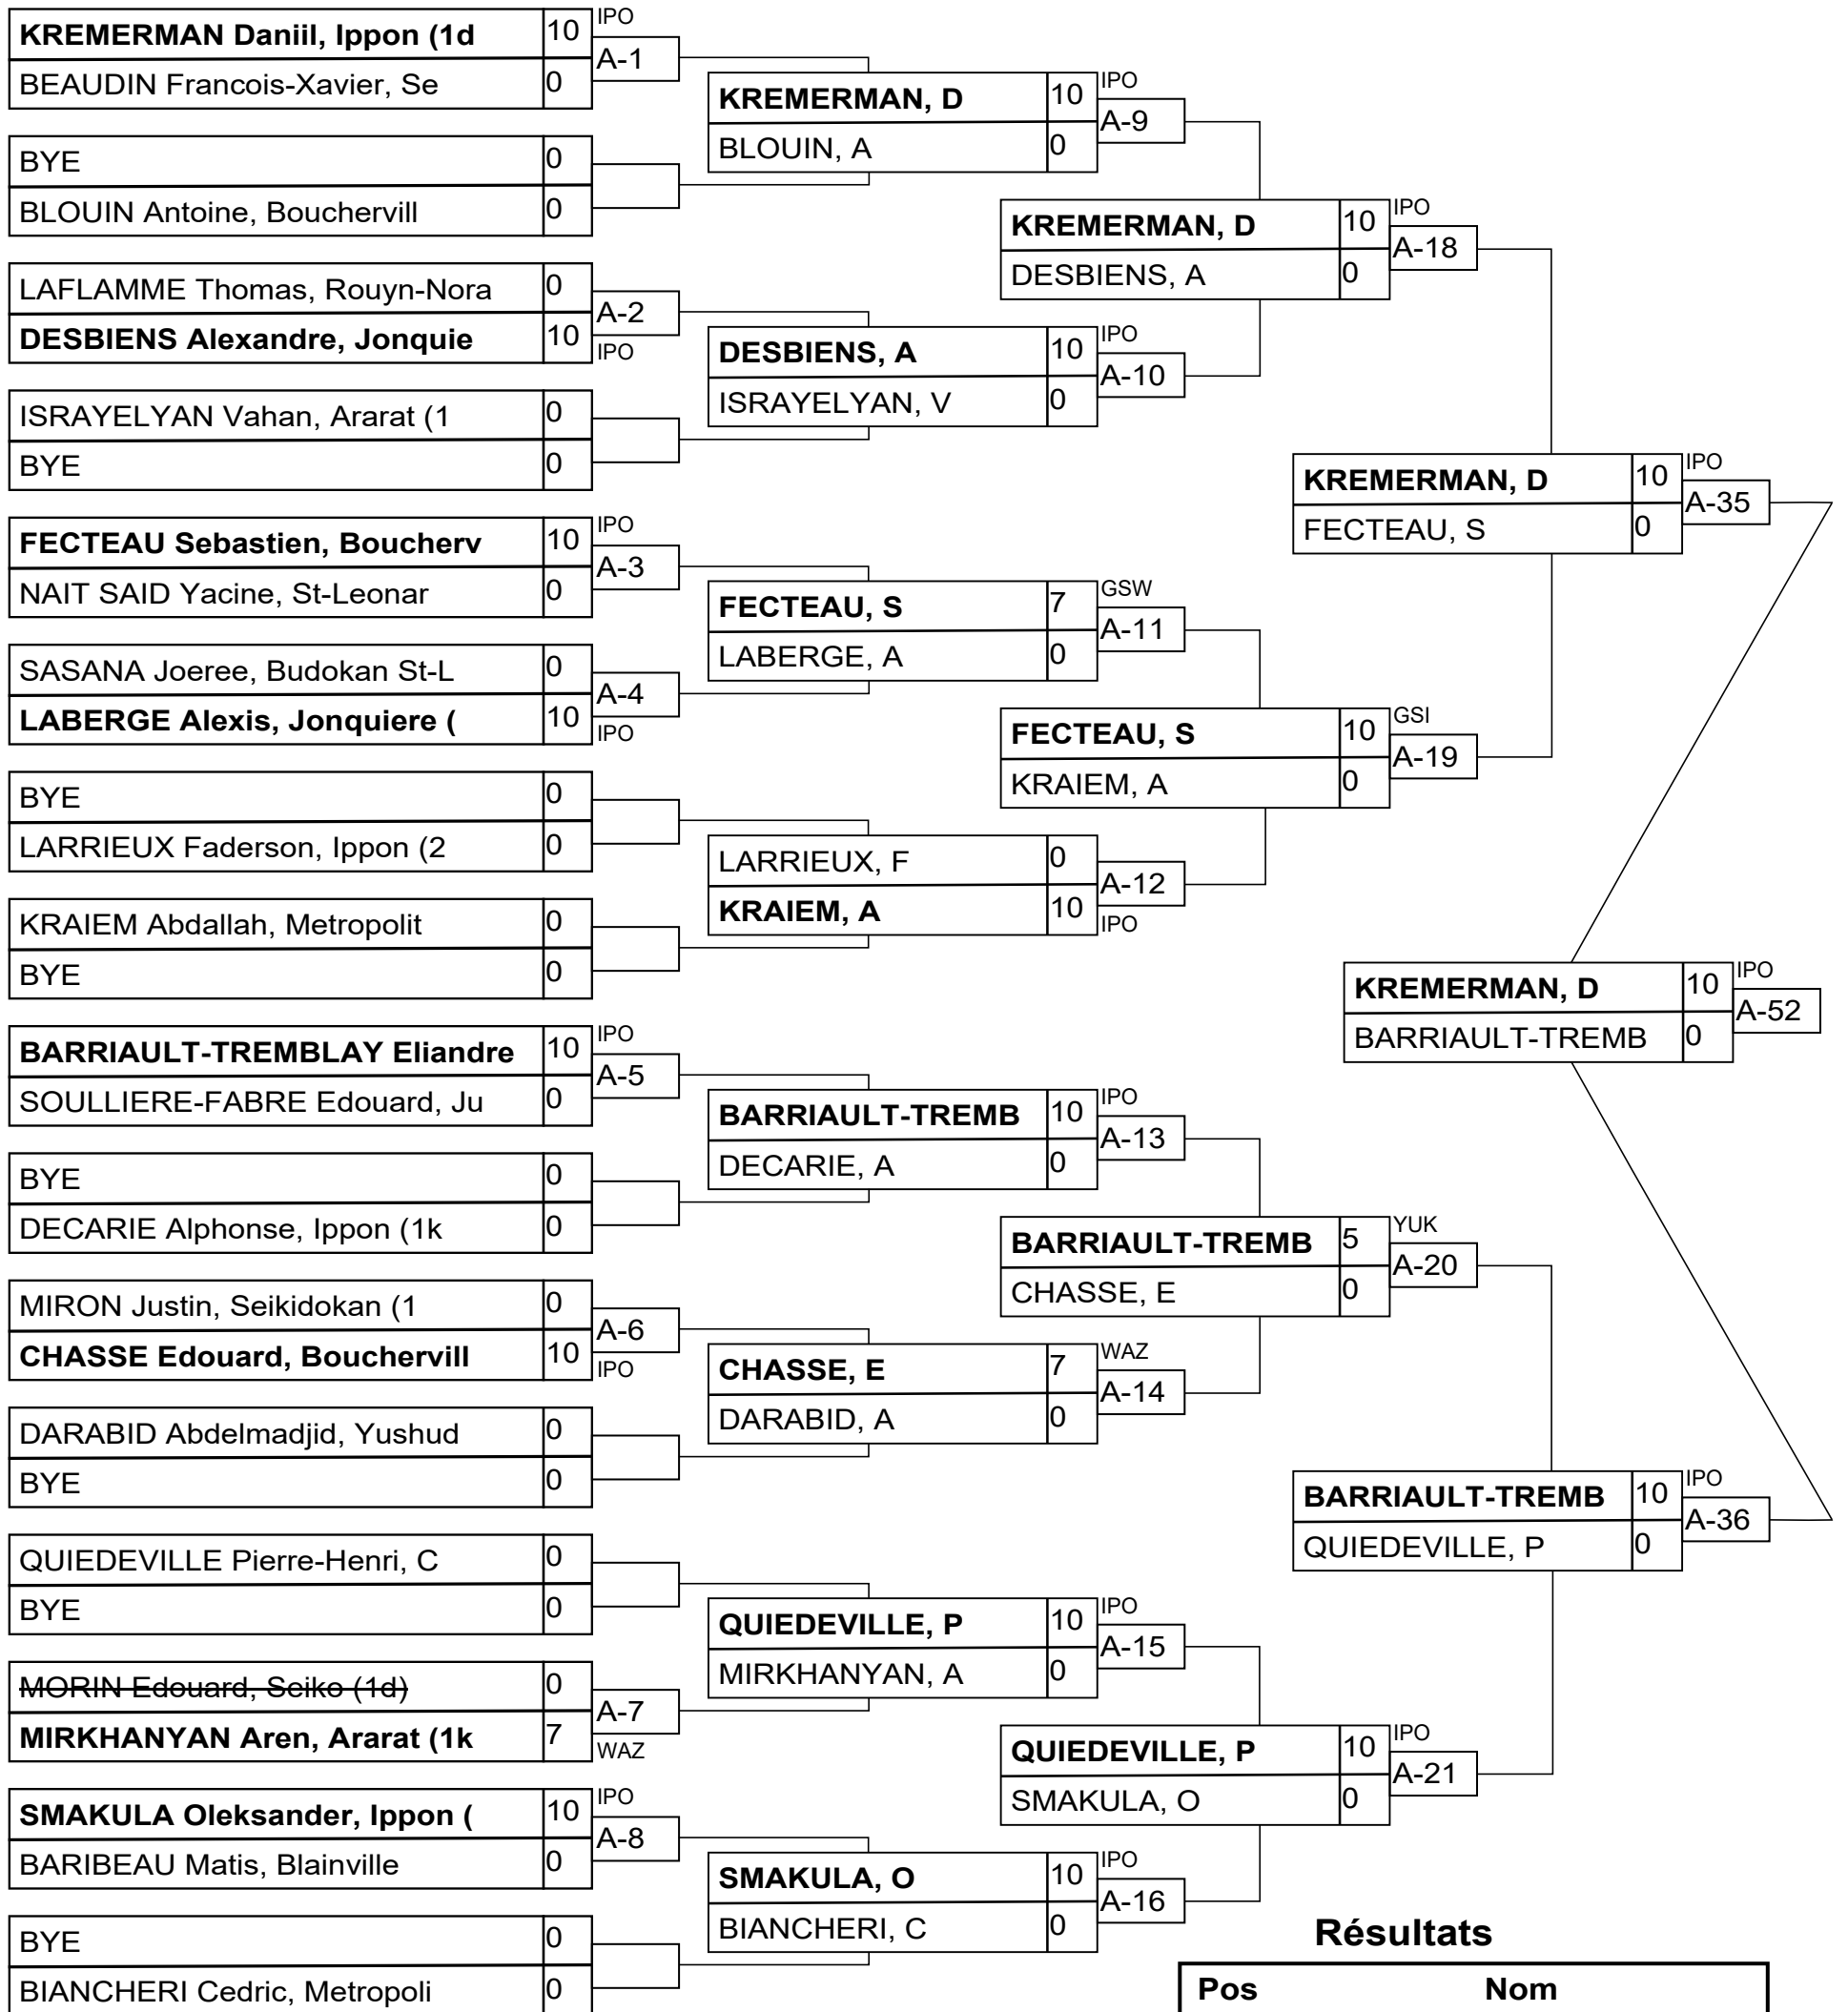 KREMERMAN Daniil, Ippon (1d 10 IPO
A-1
BEAUDIN Francois-Xavier, Se 0
BYE 0
BLOUIN Antoine, Bouchervill 0
LAFLAMME Thomas, Rouyn-Nora 0
A-2
DESBIENS Alexandre, Jonquie 10 IPO
ISRAYELYAN Vahan, Ararat (1 0
BYE 0
FECTEAU Sebastien, Boucherv 10 IPO
A-3
NAIT SAID Yacine, St-Leonar 0
SASANA Joeree, Budokan St-L 0
A-4
LABERGE Alexis, Jonquiere ( 10 IPO
BYE 0
LARRIEUX Faderson, Ippon (2 0
KRAIEM Abdallah, Metropolit 0
BYE 0
BARRIAULT-TREMBLAY Eliandre 10 IPO
A-5
SOULLIERE-FABRE Edouard, Ju 0
BYE 0
DECARIE Alphonse, Ippon (1k 0
MIRON Justin, Seikidokan (1 0
A-6
CHASSE Edouard, Bouchervill 10 IPO
DARABID Abdelmadjid, Yushud 0
BYE 0
QUIEDEVILLE Pierre-Henri, C 0
BYE 0
MORIN Edouard, Seiko (1d) 0
A-7
MIRKHANYAN Aren, Ararat (1k 7 WAZ
SMAKULA Oleksander, Ippon ( 10 IPO
A-8
BARIBEAU Matis, Blainville 0
BYE 0
BIANCHERI Cedric, Metropoli 0
KREMERMAN, D 10 IPO
A-9
BLOUIN, A 0
DESBIENS, A 10 IPO
A-10
ISRAYELYAN, V 0
FECTEAU, S 7 GSW
A-11
LABERGE, A 0
LARRIEUX, F 0
A-12
KRAIEM, A 10 IPO
BARRIAULT-TREMB 10 IPO
A-13
DECARIE, A 0
CHASSE, E 7 WAZ
A-14
DARABID, A 0
QUIEDEVILLE, P 10 IPO
A-15
MIRKHANYAN, A 0
SMAKULA, O 10 IPO
A-16
BIANCHERI, C 0
KREMERMAN, D 10 IPO
A-18
DESBIENS, A 0
FECTEAU, S 10 GSI
A-19
KRAIEM, A 0
BARRIAULT-TREMB 5 YUK
A-20
CHASSE, E 0
QUIEDEVILLE, P 10 IPO
A-21
SMAKULA, O 0
KREMERMAN, D 10 IPO
A-35
FECTEAU, S 0
BARRIAULT-TREMB 10 IPO
A-36
QUIEDEVILLE, P 0
KREMERMAN, D 10 IPO
A-52
BARRIAULT-TREMB 0
Résultats
Pos Nom